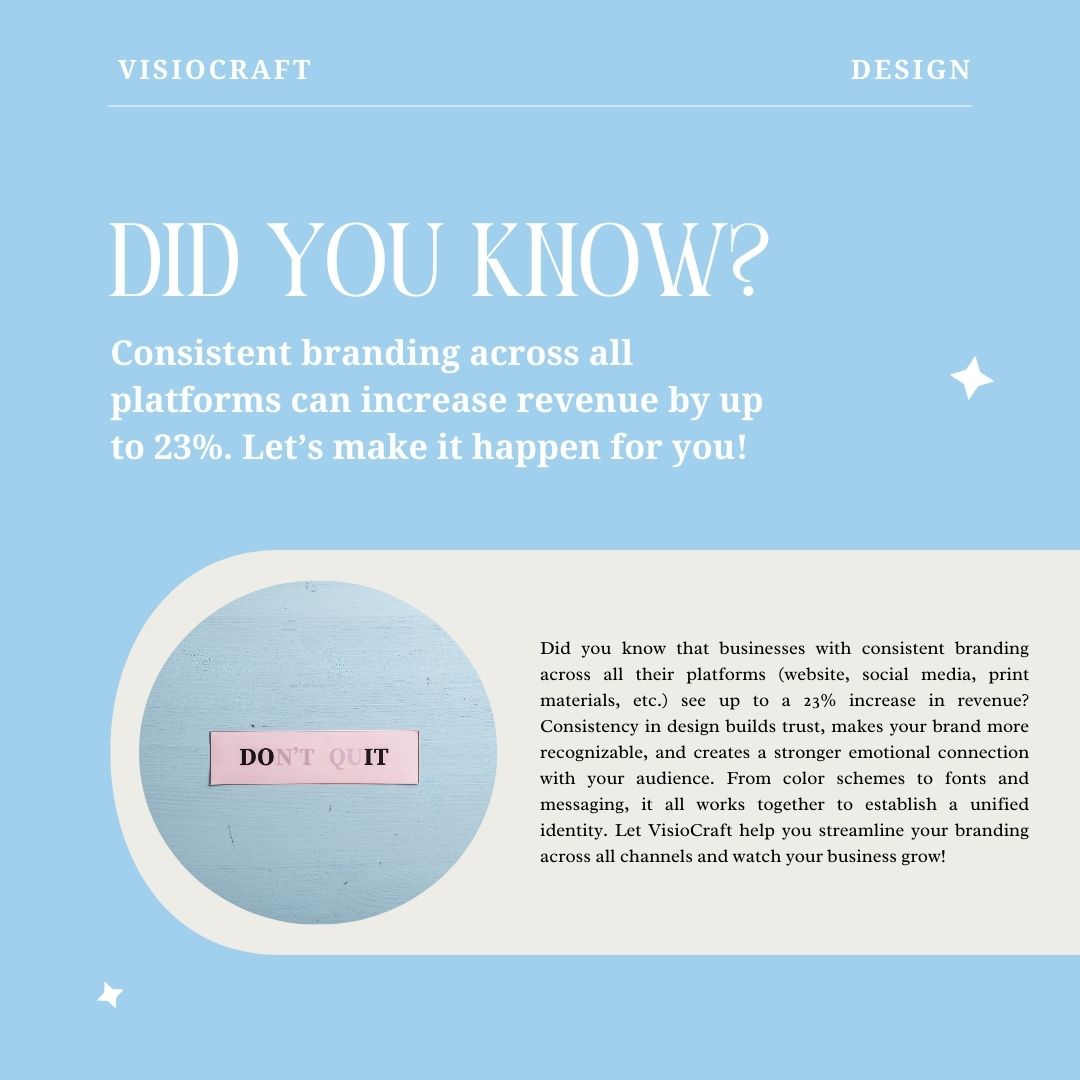 VISIOCRAFT
DESIGN
DID YOU KNOW?
Consistent branding across all
platforms can increase revenue by up
to 23%. Let’s make it happen for you!
DON’T QUIT
Did you know that businesses with consistent branding
across all their platforms (website, social media, print
materials, etc.) see up to a 23% increase in revenue?
Consistency in design builds trust, makes your brand more
recognizable, and creates a stronger emotional connection
with your audience. From color schemes to fonts and
messaging, it all works together to establish a unified
identity. Let VisioCraft help you streamline your branding
across all channels and watch your business grow!